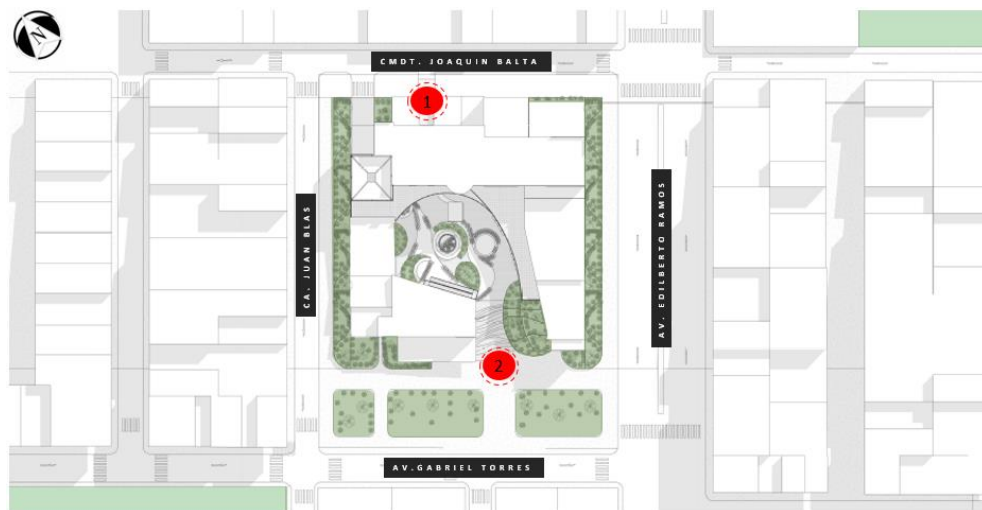 N
CMDT. JOAQUIN BALTA
1
CA. JUAN BLAS
AV. EDILBERTO RAMOS
2
AV.GABRIEL TORRES